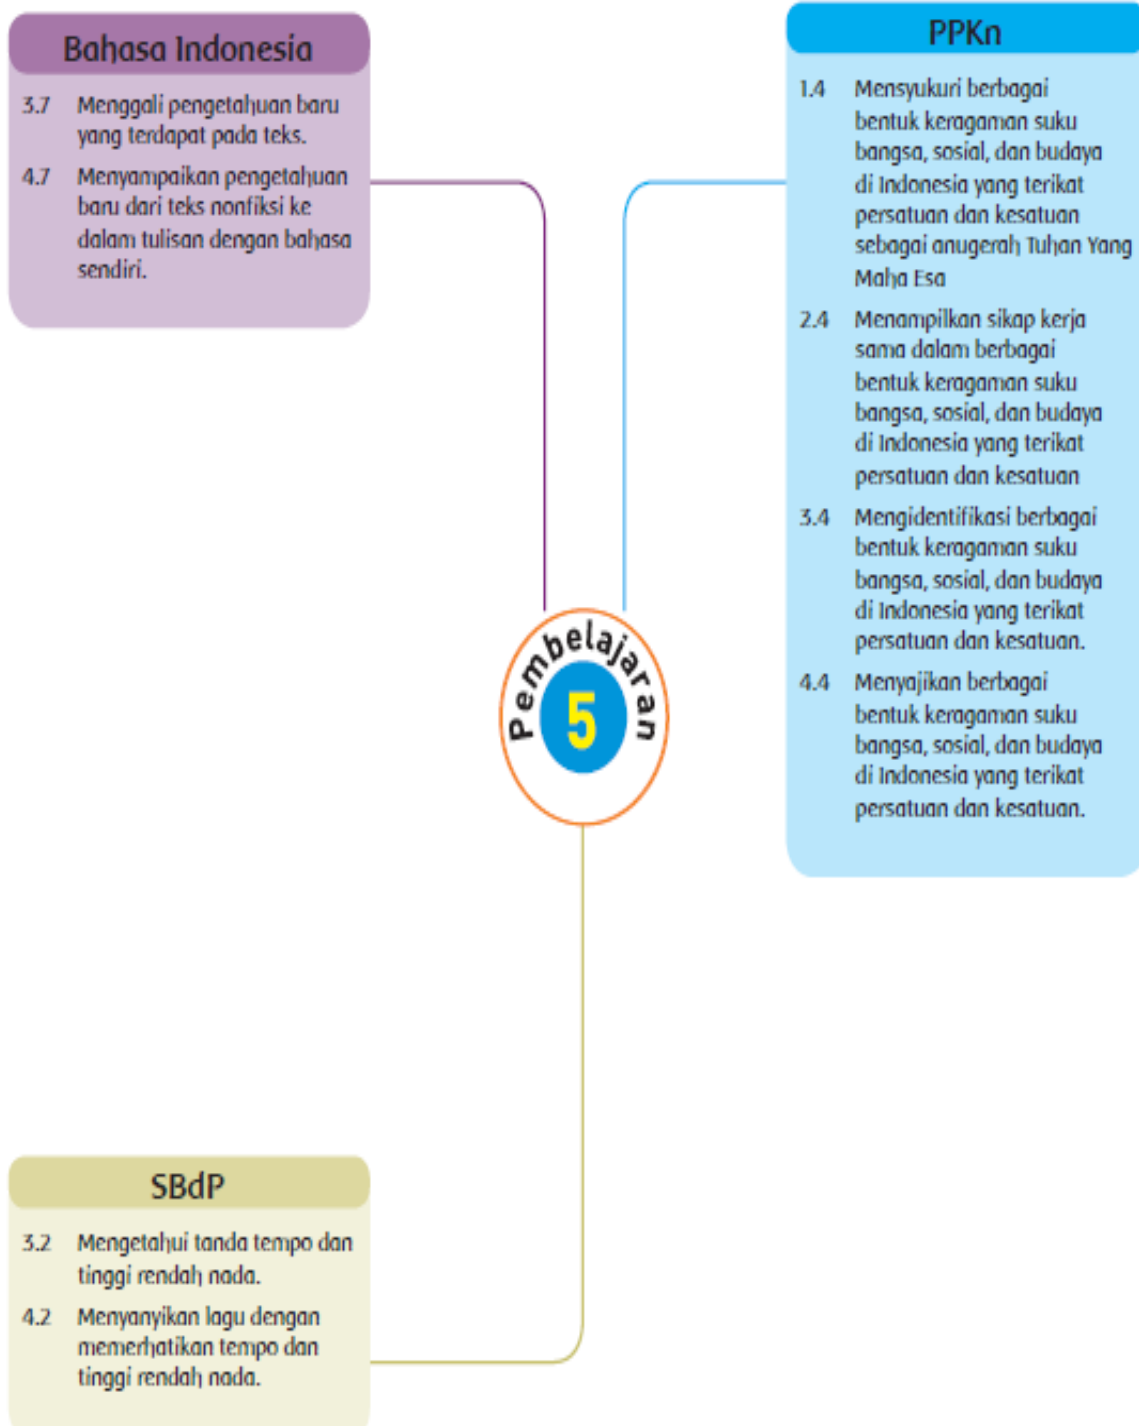 Bahasa Indonesia
3.7 Menggali pengetahuan baru
yang terdapat pada teks.
4.7 Menyampaikan pengetahuan
baru dari teks nonfiksi ke
dalam tulisan dengan bahasa
sendiri.
PPKn
1.4 Mensyukuri berbagai
bentuk keragaman suku
bangsa, sosial, dan budaya
di Indonesia yang terikat
persatuan dan kesatuan
sebagai anugerah Tuhan Yang
Maha Esa
2.4 Menampilkan sikap kerja
sama dalam berbagai
bentuk keragaman suku
bangsa, sosial, dan budaya
di Indonesia yang terikat
persatuan dan kesatuan
3.4 Mengidentifikasi berbagai
bentuk keragaman suku
bangsa, sosial, dan budaya
di Indonesia yang terikat
persatuan dan kesatuan.
4.4 Menyajikan berbagai
bentuk keragaman suku
bangsa, sosial, dan budaya
di Indonesia yang terikat
persatuan dan kesatuan.
Pembelajaran
5
SBdP
3.2 Mengetahui tanda tempo dan
tinggi rendah nada.
4.2 Menyanyikan lagu dengan
memerhatikan tempo dan
tinggi rendah nada.